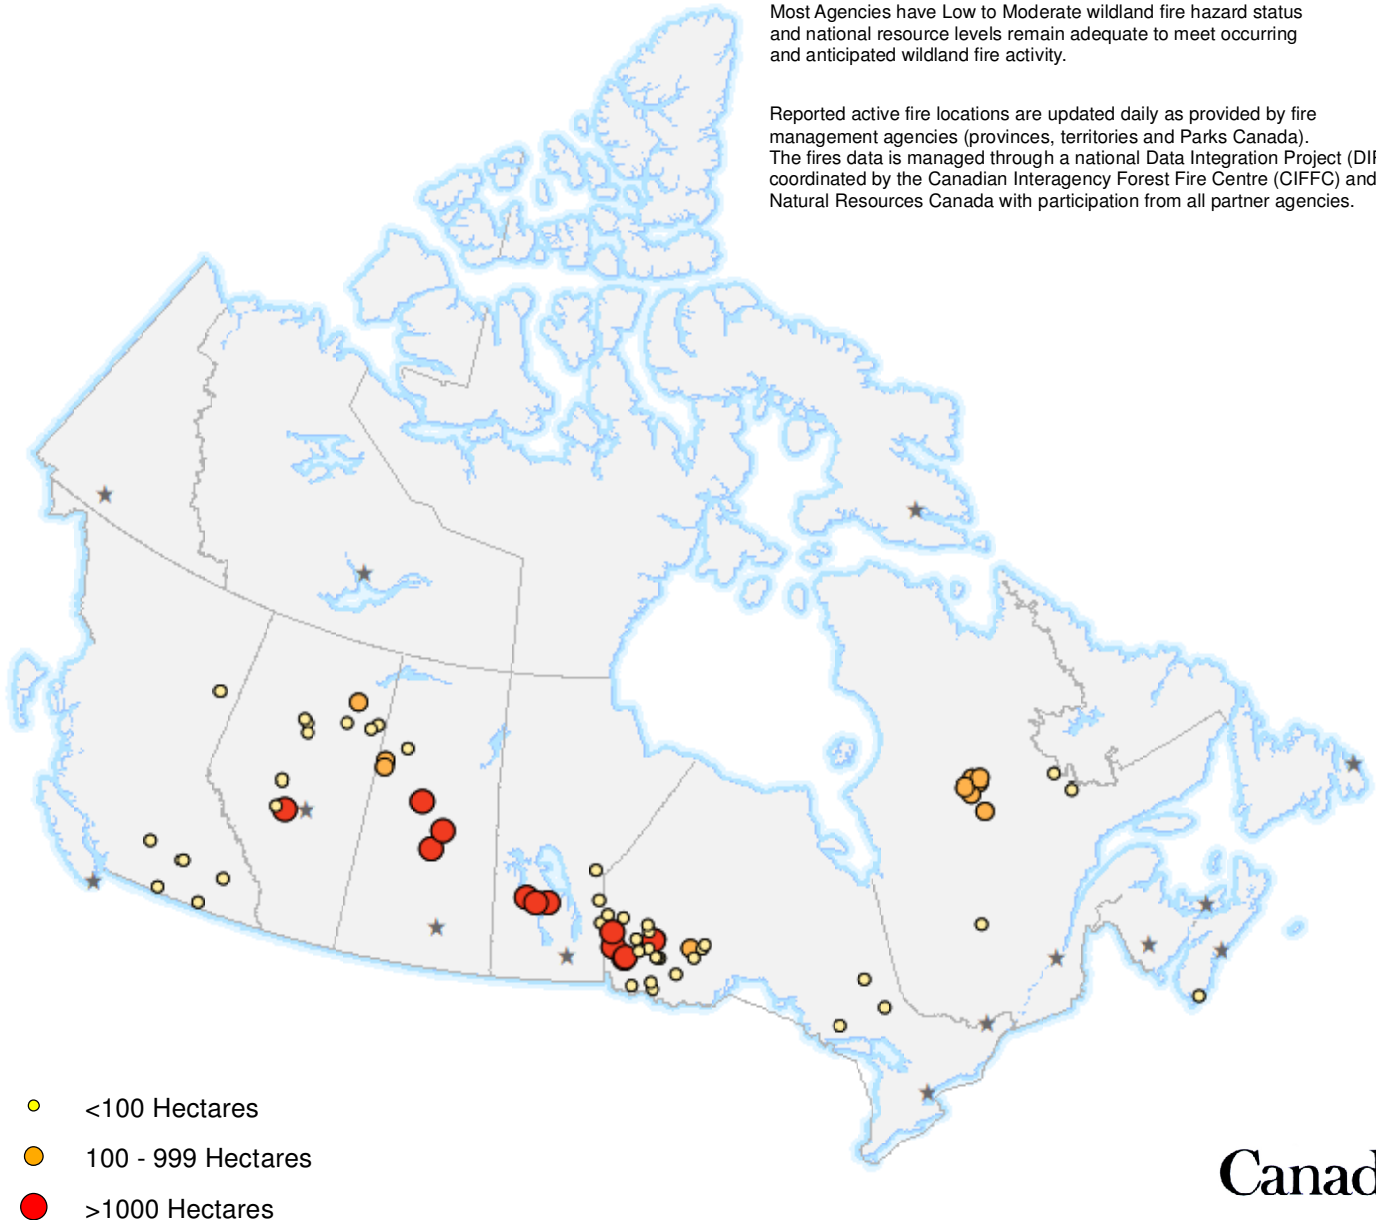 Most Agencies have Low to Moderate wildland fire hazard status
and national resource levels remain adequate to meet occurring
and anticipated wildland fire activity.
Reported active fire locations are updated daily as provided by fire
management agencies (provinces, territories and Parks Canada).
The fires data is managed through a national Data Integration Project (DIP
coordinated by the Canadian Interagency Forest Fire Centre (CIFFC) and
Natural Resources Canada with participation from all partner agencies.
<100 Hectares
100 - 999 Hectares
>1000 Hectares
Canad